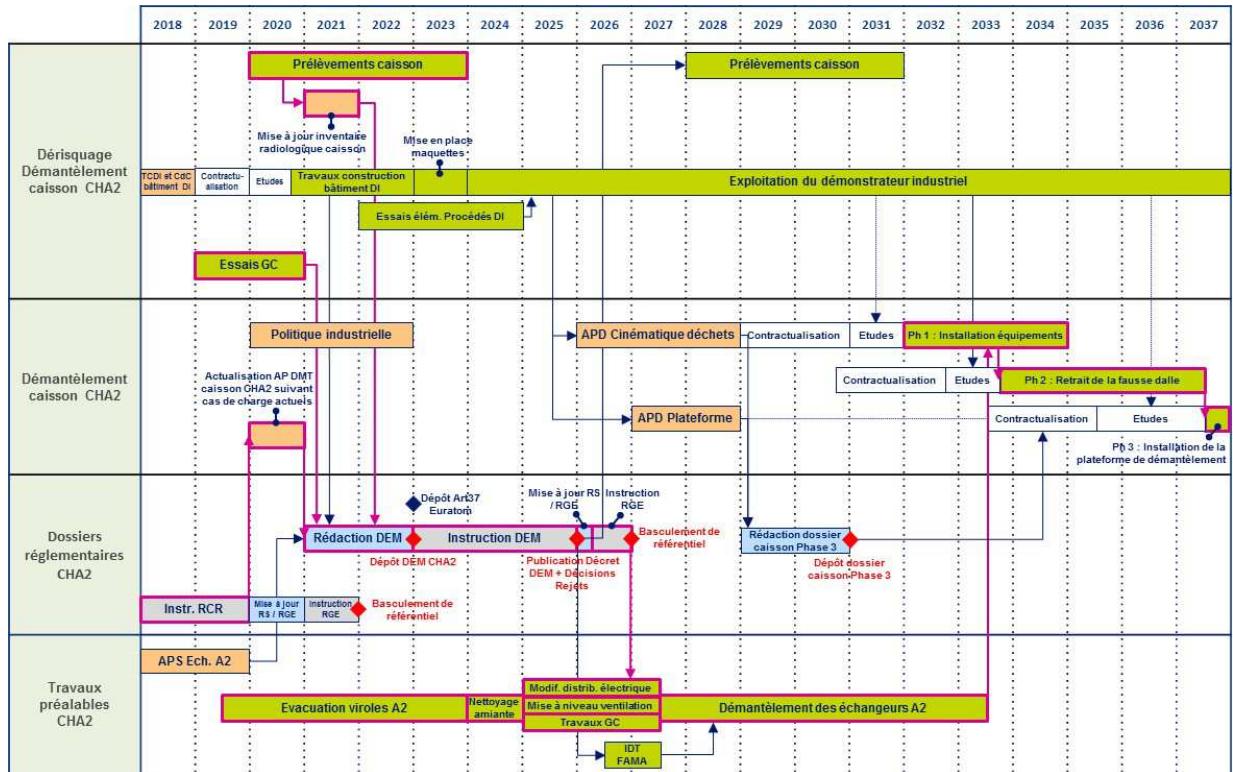 2018 2019 2020 2021 2022 2023 2024 2025 2026 2027 2028 2029 2030 2031 2032 2033 2034 2035 2036 2037
Dérisquage
Démantèlement
caisson CHA2
Prélèvements caisson
Prélèvements caisson
Mise à jour inventaire
radiologique caisson
Mise en place
maquettes
TCDI et CdC
bâtiment DI
Contractu-
alisation
Etudes
Travaux construction
bâtiment DI
Exploitation du démonstrateur industriel
Essais élém. Procédés DI
Essais GC
Démantèlement
caisson CHA2
Politique industrielle
APD Cinématique déchets
Contractualisation
Etudes
Ph 1 : Installation équipements
Actualisation AP DMT
caisson CHA2 suivant
cas de charge actuels
Contractualisation
Etudes
Ph 2 : Retrait de la fausse dalle
APD Plateforme
Contractualisation
Etudes
Ph 3 : Installation de la
plateforme de démantèlement
Dossiers
réglementaires
CHA2
Dépôt Art37
Euratom
Mise à jour RS
/ RGE
Instruction
RGE
Rédaction DEM
Instruction DEM
Basculement de
référentiel
Dépôt DEM CHA2
Publication Décret
DEM + Décisions
Rejets
Rédaction dossier
caisson Phase 3
Dépôt dossier
caisson Phase 3
Instr. RCR
Mise à jour
RS / RGE
Instruction
RGE
Basculement de
référentiel
Travaux
préalables
CHA2
APS Ech. A2
Evacuation viroles A2
Nettoyage
amiante
Modif. distrib. électrique
Mise à niveau ventilation
Travaux GC
Démantèlement des échangeurs A2
IDT
FAMA